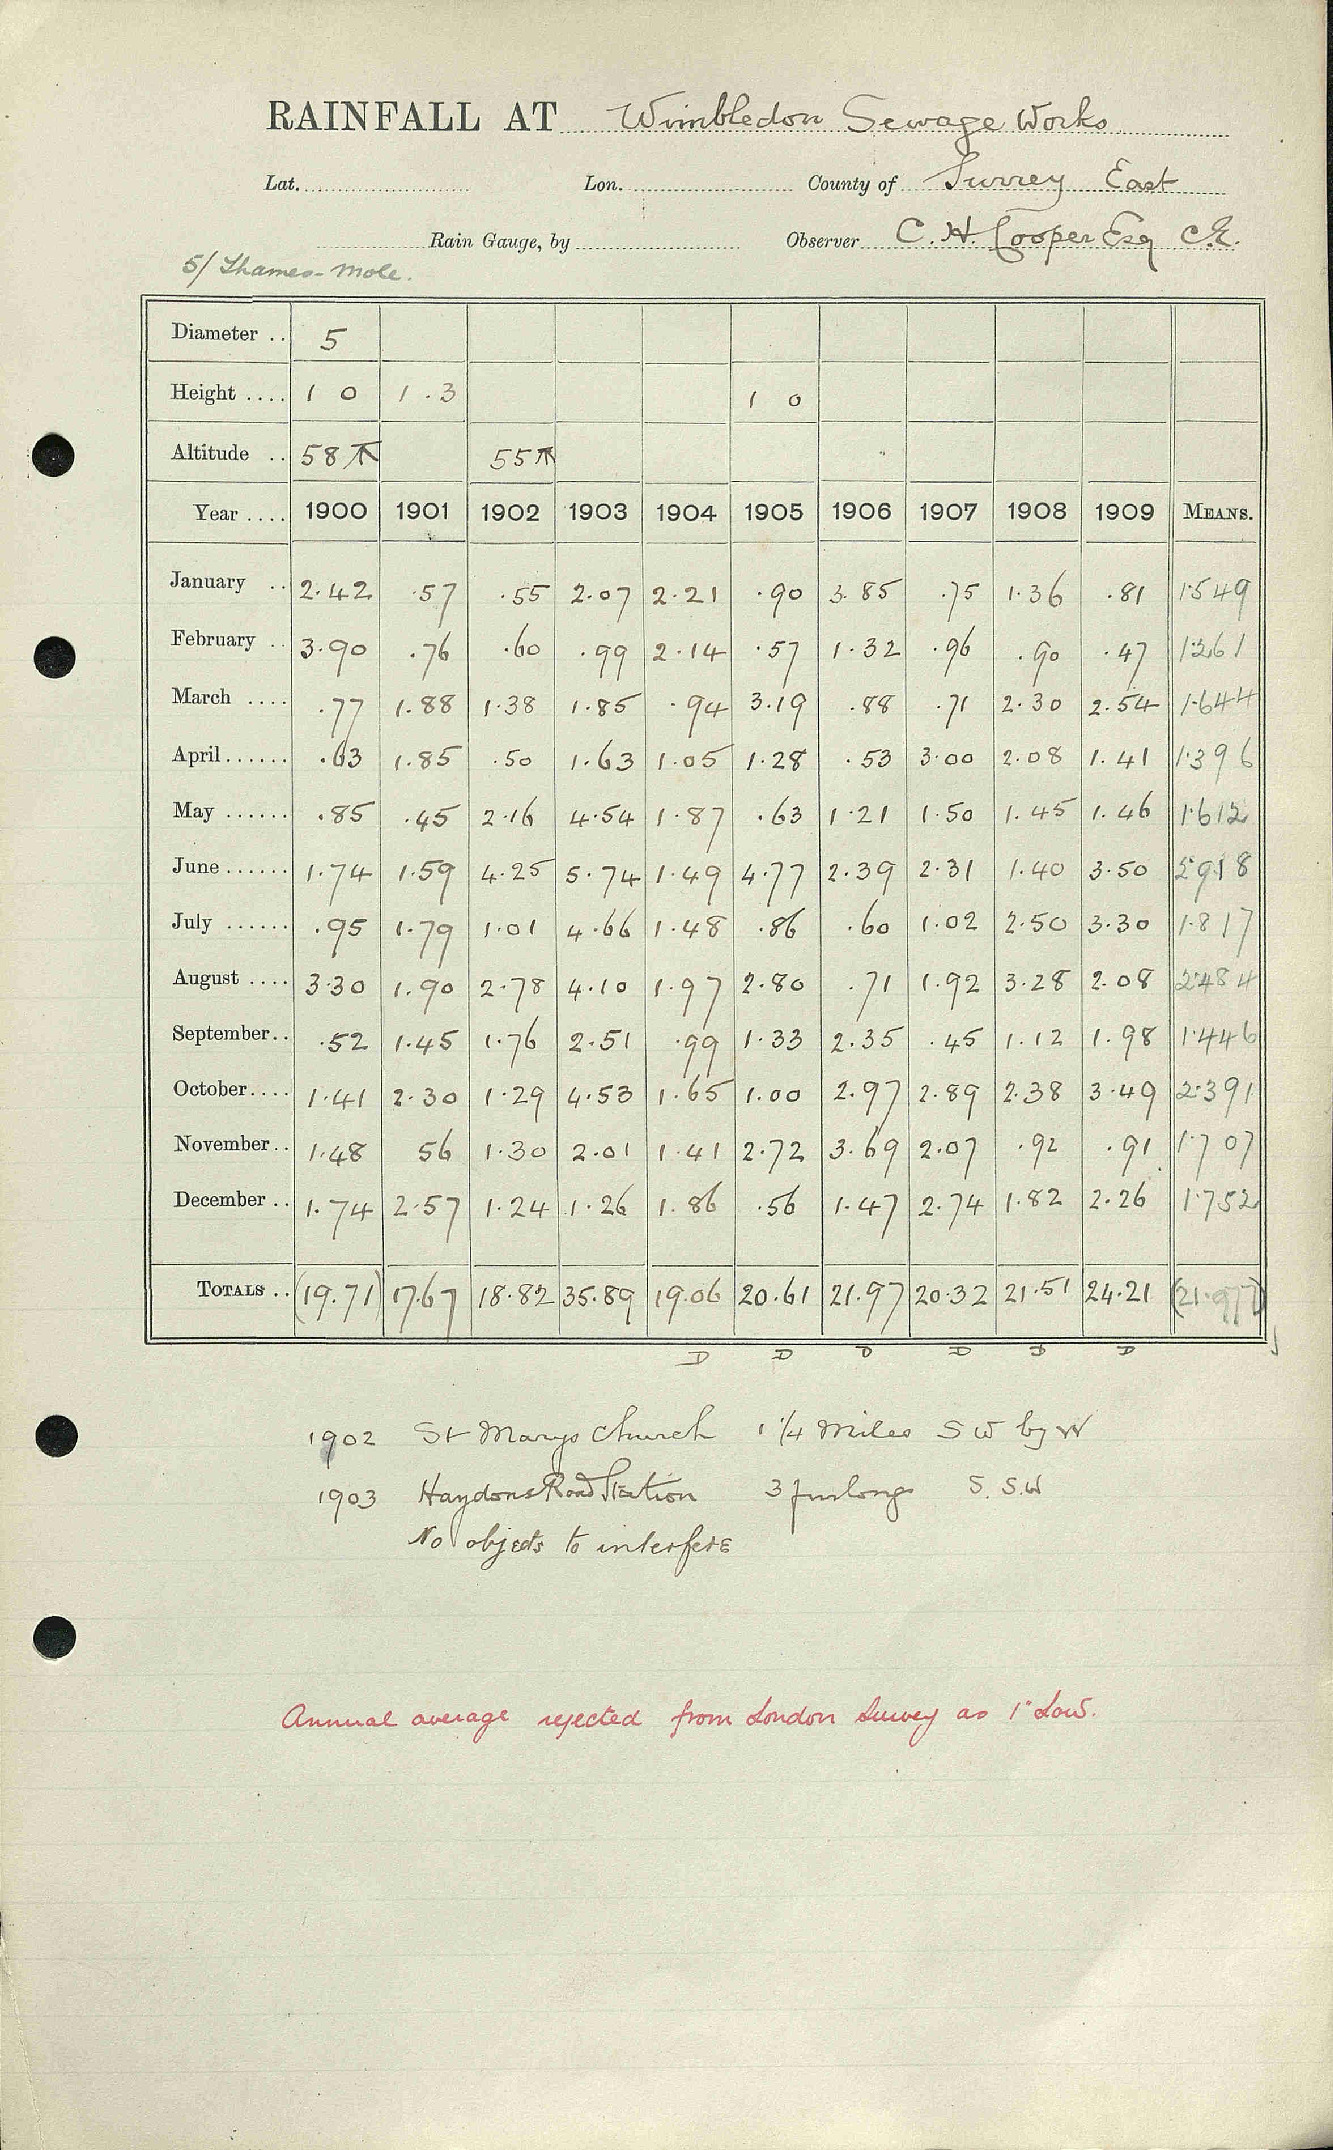 RAINFALL AT Wimbledon Sewage Works
Lat. Lon. County of Surrey East
Rain Gauge, by Observer C. H. Cooper Esq C.E.
5/ Thames-Mole.
Diameter .. 5
Height .... 1 0 1.3 1 0
Altitude .. 58 55
Year .... 1900 1901 1902 1903 1904 1905 1906 1907 1908 1909 MEANS.
January .. 2.42 .57 .55 2.07 2.21 .90 3.85 .75 1.36 .81 1.549
February .. 3.90 .76 .60 .99 2.14 .57 1.32 .96 .90 .47 1.261
March .... .77 1.88 1.38 1.85 .94 3.19 .88 .71 2.30 2.54 1.644
April...... .63 1.85 .50 1.63 1.05 1.28 .53 3.00 2.08 1.41 1.396
May ...... .85 .45 2.16 4.54 1.87 .63 1.21 1.50 1.45 1.46 1.612
June...... 1.74 1.59 4.25 5.74 1.49 4.77 2.39 2.31 1.40 3.50 2.918
July ...... .95 1.79 1.01 4.66 1.48 .86 .60 1.02 2.50 3.30 1.817
August .... 3.30 1.90 2.78 4.10 1.97 2.80 .71 1.92 3.28 2.08 2.484
September.. .52 1.45 1.76 2.51 .99 1.33 2.35 .45 1.12 1.98 1.446
October.... 1.41 2.30 1.29 4.53 1.65 1.00 2.97 2.89 2.38 3.49 2.391
November.. 1.48 56 1.30 2.01 1.41 2.72 3.69 2.07 .92 .91 1.707
December .. 1.74 2.57 1.24 1.26 1.86 .56 1.47 2.74 1.82 2.26 1.752
TOTALS .. (19.71) 17.67 18.82 35.89 19.06 20.61 21.97 20.32 21.51 24.21 (21.977)
D D D D D D
1902 St Marys Church 1 1/4 Miles S W by W
1903 Haydons Road Station 3 furlongs S. S.W
No objects to interfere
Annual average rejected from London Survey as 1" Low.